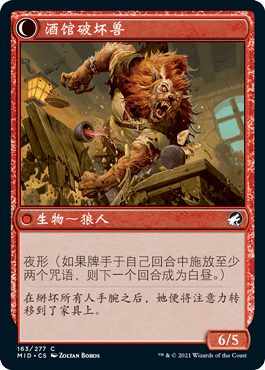 酒馆破坏兽
生物~狼人
夜形（如果牌手于自己回合中施放至少
两个咒语，则下一个回合成为白昼。）
在掰坏所有人手腕之后，她便将注意力转
移到了家具上。
6/5
163/277 C
MID • CS ZOLTAN BOROS
™ & © 2021 Wizards of the Coast